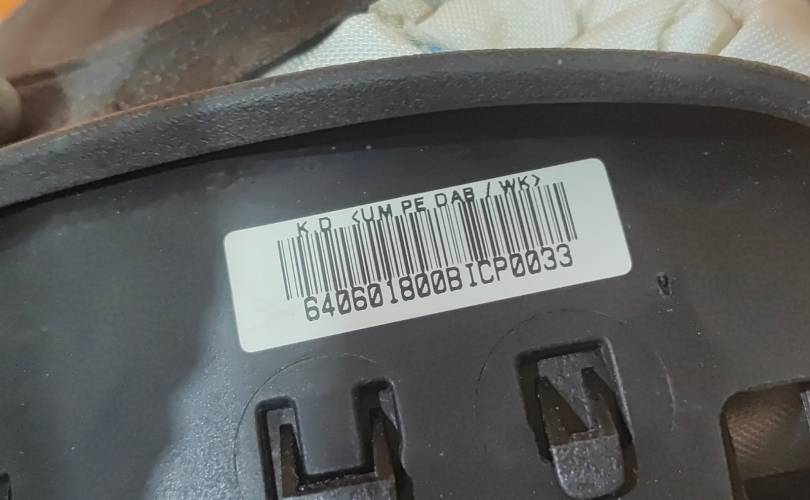 K.D. <UM PE DAB / WK>
640601800BICP0033